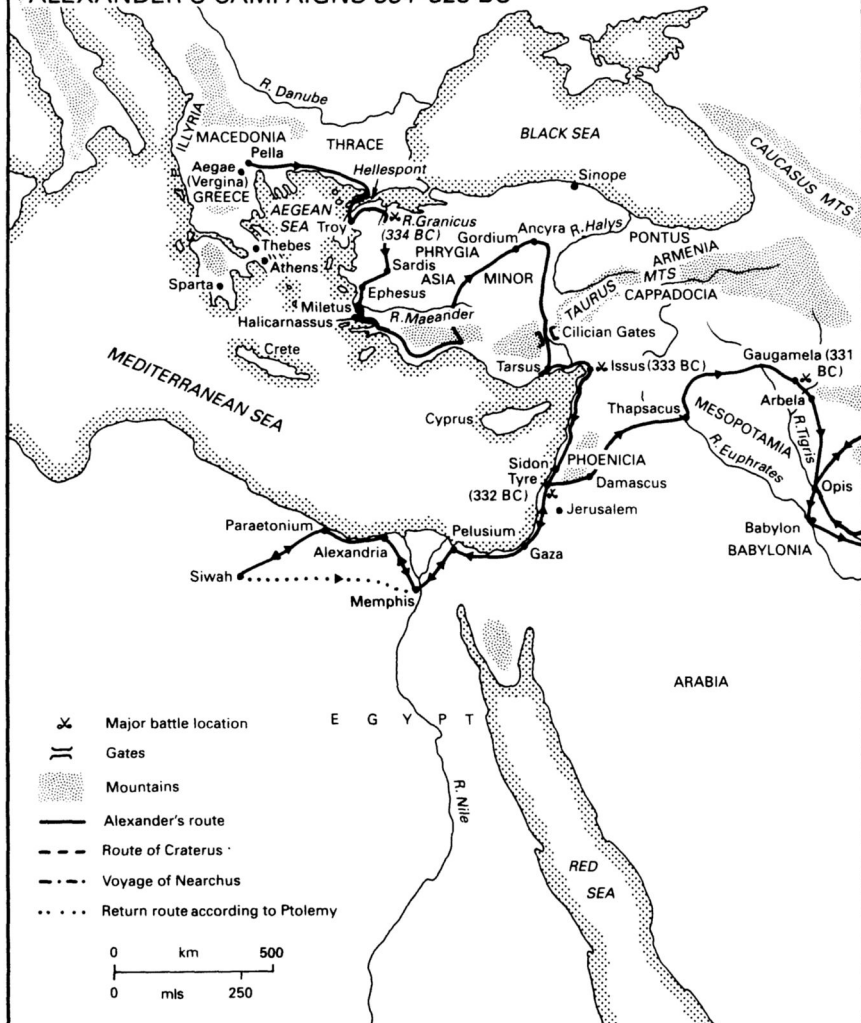 R. Danube
ILLYRIA
MACEDONIA
Pella
THRACE
BLACK SEA
CAUCASUS MTS
Aegae
(Vergina)
GREECE
Hellespont
Sinope
AEGEAN
SEA
Troy
R. Granicus
(334 BC)
Gordium
Ancyra
R. Halys
PONTUS
ARMENIA
Thebes
Athens
PHRYGIA
Sardis
ASIA MINOR
TAURUS MTS
CAPPADOCIA
Sparta
Ephesus
Miletus
R. Maeander
Halicarnassus
Cilician Gates
Crete
MEDITERRANEAN SEA
Tarsus
Issus (333 BC)
Gaugamela (331
BC)
Arbela
Cyprus
Thapsacus
MESOPOTAMIA
R. Tigris
R. Euphrates
Sidon
PHOENICIA
Tyre
(332 BC)
Damascus
Opis
Jerusalem
Babylon
BABYLONIA
Paraetonium
Alexandria
Pelusium
Gaza
Siwah
Memphis
ARABIA
EGYPT
R. Nile
RED
SEA
Major battle location
Gates
Mountains
Alexander's route
Route of Craterus
Voyage of Nearchus
Return route according to Ptolemy
0 km 500
0 mls 250